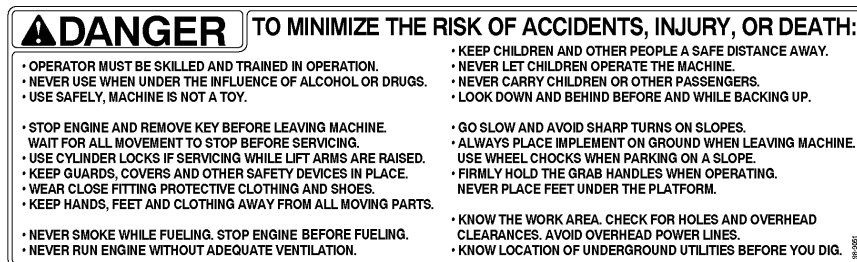 DANGER TO MINIMIZE THE RISK OF ACCIDENTS, INJURY, OR DEATH:
• OPERATOR MUST BE SKILLED AND TRAINED IN OPERATION.
• NEVER USE WHEN UNDER THE INFLUENCE OF ALCOHOL OR DRUGS.
• USE SAFELY, MACHINE IS NOT A TOY.
• STOP ENGINE AND REMOVE KEY BEFORE LEAVING MACHINE.
WAIT FOR ALL MOVEMENT TO STOP BEFORE SERVICING.
• USE CYLINDER LOCKS IF SERVICING WHILE LIFT ARMS ARE RAISED.
• KEEP GUARDS, COVERS AND OTHER SAFETY DEVICES IN PLACE.
• WEAR CLOSE FITTING PROTECTIVE CLOTHING AND SHOES.
• KEEP HANDS, FEET AND CLOTHING AWAY FROM ALL MOVING PARTS.
• NEVER SMOKE WHILE FUELING. STOP ENGINE BEFORE FUELING.
• NEVER RUN ENGINE WITHOUT ADEQUATE VENTILATION.
• KEEP CHILDREN AND OTHER PEOPLE A SAFE DISTANCE AWAY.
• NEVER LET CHILDREN OPERATE THE MACHINE.
• NEVER CARRY CHILDREN OR OTHER PASSENGERS.
• LOOK DOWN AND BEHIND BEFORE AND WHILE BACKING UP.
• GO SLOW AND AVOID SHARP TURNS ON SLOPES.
• ALWAYS PLACE IMPLEMENT ON GROUND WHEN LEAVING MACHINE.
USE WHEEL CHOCKS WHEN PARKING ON A SLOPE.
• FIRMLY HOLD THE GRAB HANDLES WHEN OPERATING.
NEVER PLACE FEET UNDER THE PLATFORM.
• KNOW THE WORK AREA. CHECK FOR HOLES AND OVERHEAD
CLEARANCES. AVOID OVERHEAD POWER LINES.
• KNOW LOCATION OF UNDERGROUND UTILITIES BEFORE YOU DIG.